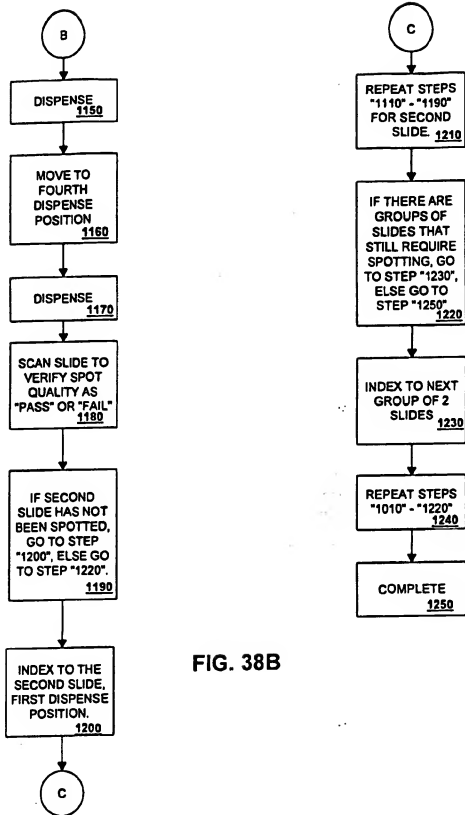 B
DISPENSE
1150
MOVE TO
FOURTH
DISPENSE
POSITION
1160
DISPENSE
1170
SCAN SLIDE TO
VERIFY SPOT
QUALITY AS
"PASS" OR "FAIL"
1180
IF SECOND
SLIDE HAS NOT
BEEN SPOTTED,
GO TO STEP
"1200", ELSE GO
TO STEP "1220".
1190
INDEX TO THE
SECOND SLIDE,
FIRST DISPENSE
POSITION.
1200
C
C
REPEAT STEPS
"1110" - "1190"
FOR SECOND
SLIDE. 1210
IF THERE ARE
GROUPS OF
SLIDES THAT
STILL REQUIRE
SPOTTING, GO
TO STEP "1230",
ELSE GO TO
STEP "1250"
1220
INDEX TO NEXT
GROUP OF 2
SLIDES
1230
REPEAT STEPS
"1010" - "1220"
1240
COMPLETE
1250
FIG. 38B